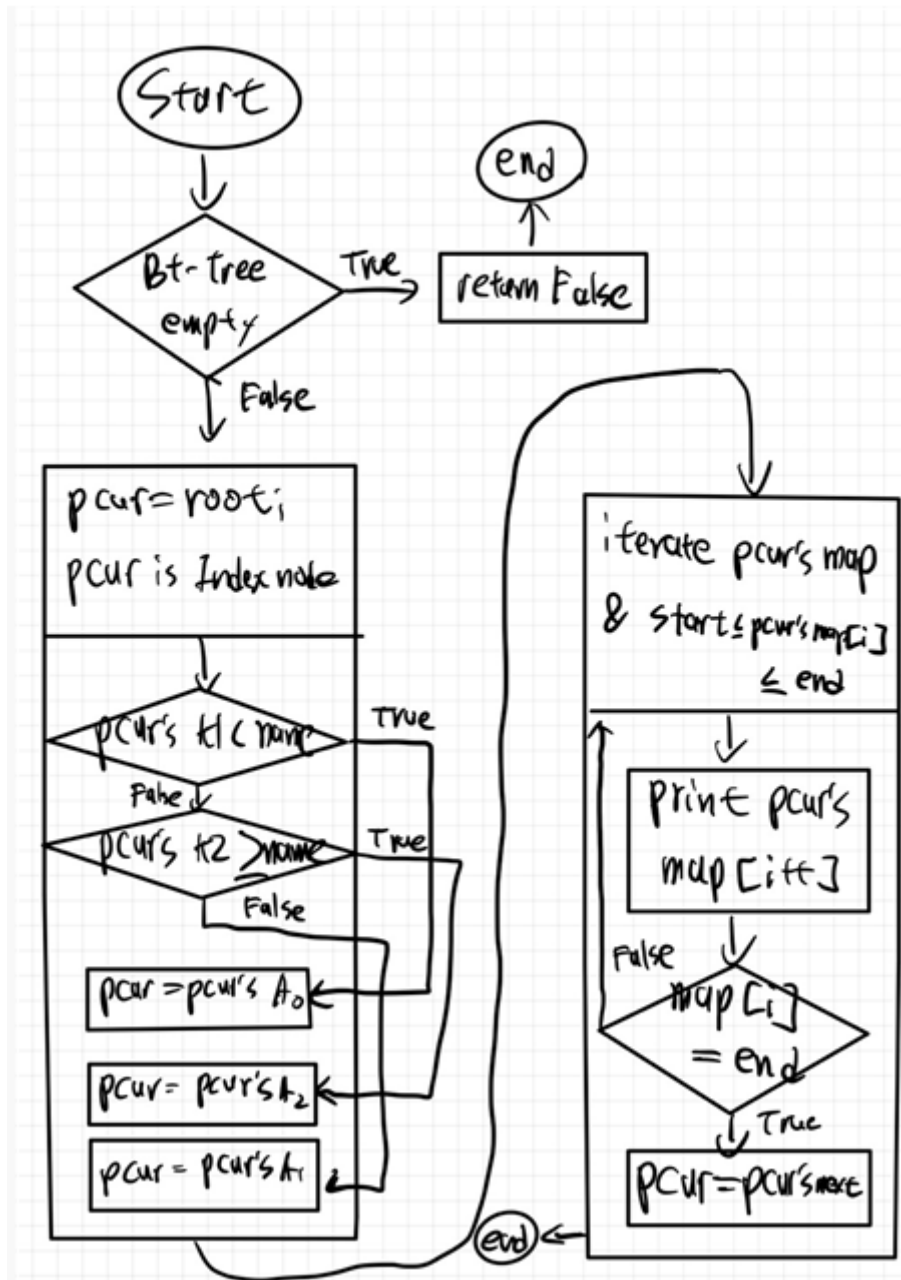 Start
end
B+-tree
empty
True
return False
False
pcur=root;
pcur is Index node
pcur's k1 < name
True
False
pcur's k2 ≥name
True
False
pcur=pcur's A0
pcur= pcur's A2
pcur= pcur's A1
iterate pcur's map
& start≤pcur's map[i]
≤ end
print pcur's
map [i++]
False
map[i]
= end
True
pcur=pcur's next
end